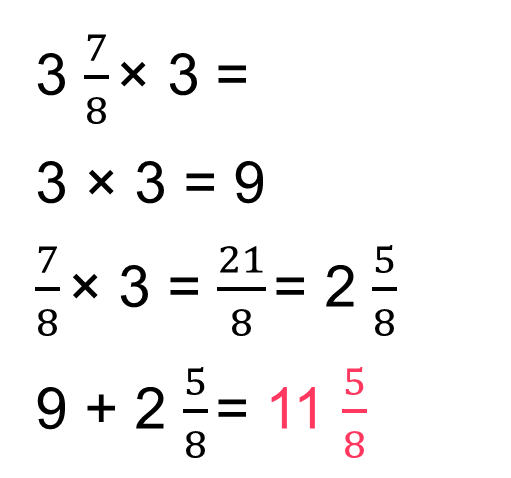 3 7/8 × 3 =
3 × 3 = 9
7/8 × 3 = 21/8 = 2 5/8
9 + 2 5/8 = 11 5/8